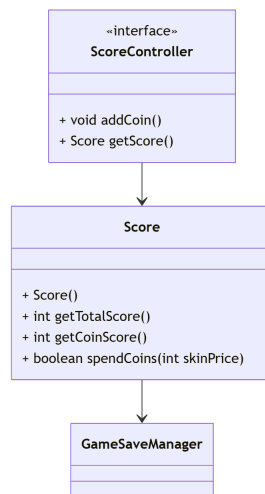 «interface»
ScoreController
+ void addCoin()
+ Score getScore()
Score
+ Score()
+ int getTotalScore()
+ int getCoinScore()
+ boolean spendCoins(int skinPrice)
GameSaveManager